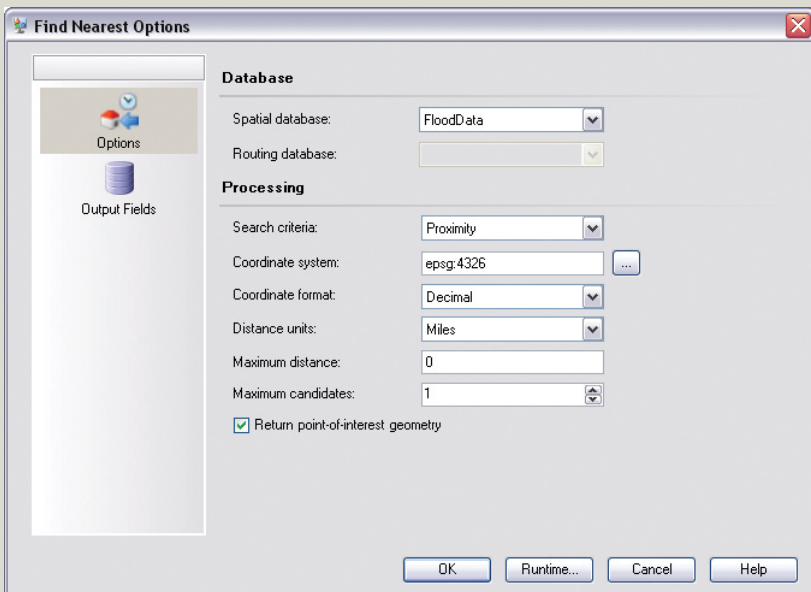 Find Nearest Options
Options
Output Fields
Database
Spatial database: FloodData
Routing database:
Processing
Search criteria: Proximity
Coordinate system: epsg:4326 ...
Coordinate format: Decimal
Distance units: Miles
Maximum distance: 0
Maximum candidates: 1
Return point-of-interest geometry
OK Runtime... Cancel Help